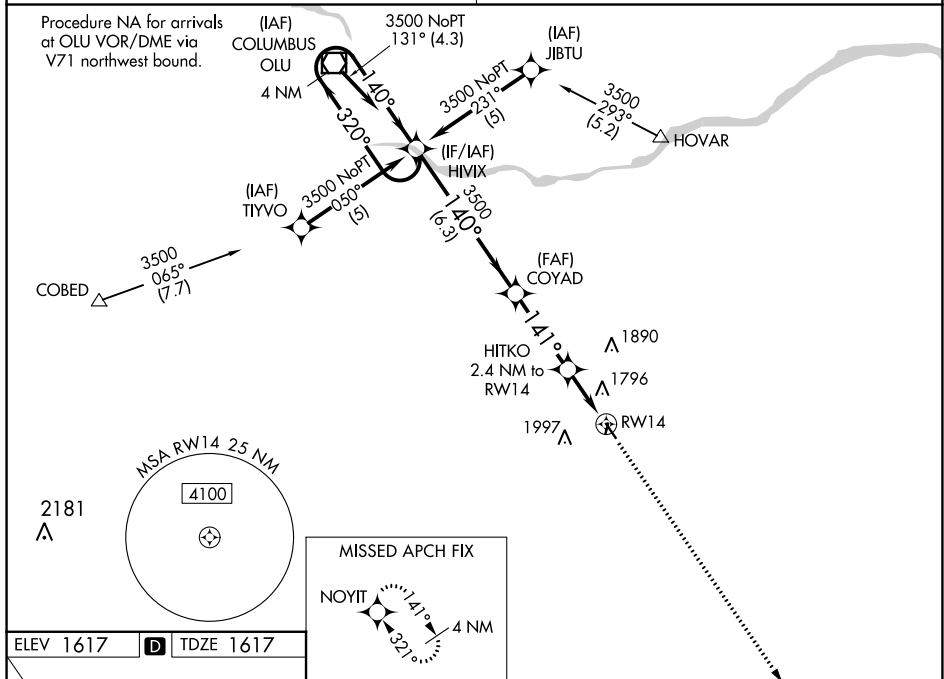 Procedure NA for arrivals
at OLU VOR/DME via
V71 northwest bound.
(IAF)
COLUMBUS
OLU
4 NM
3500 NoPT
131° (4.3)
140°
320°
(IAF)
JIBTU
3500 NoPT
231°
(5)
3500
293°
(5.2)
HOVAR
(IF/IAF)
HIVIX
(IAF)
TIYVO
3500 NoPT
050°
(5)
3500
140°
(6.3)
3500
065°
(7.7)
COBED
(FAF)
COYAD
141°
HITKO
2.4 NM to
RW14
1890
1796
1997
RW14
MSA RW14 25 NM
4100
2181
MISSED APCH FIX
NOYIT
141°
321°
4 NM
ELEV 1617
D
TDZE 1617